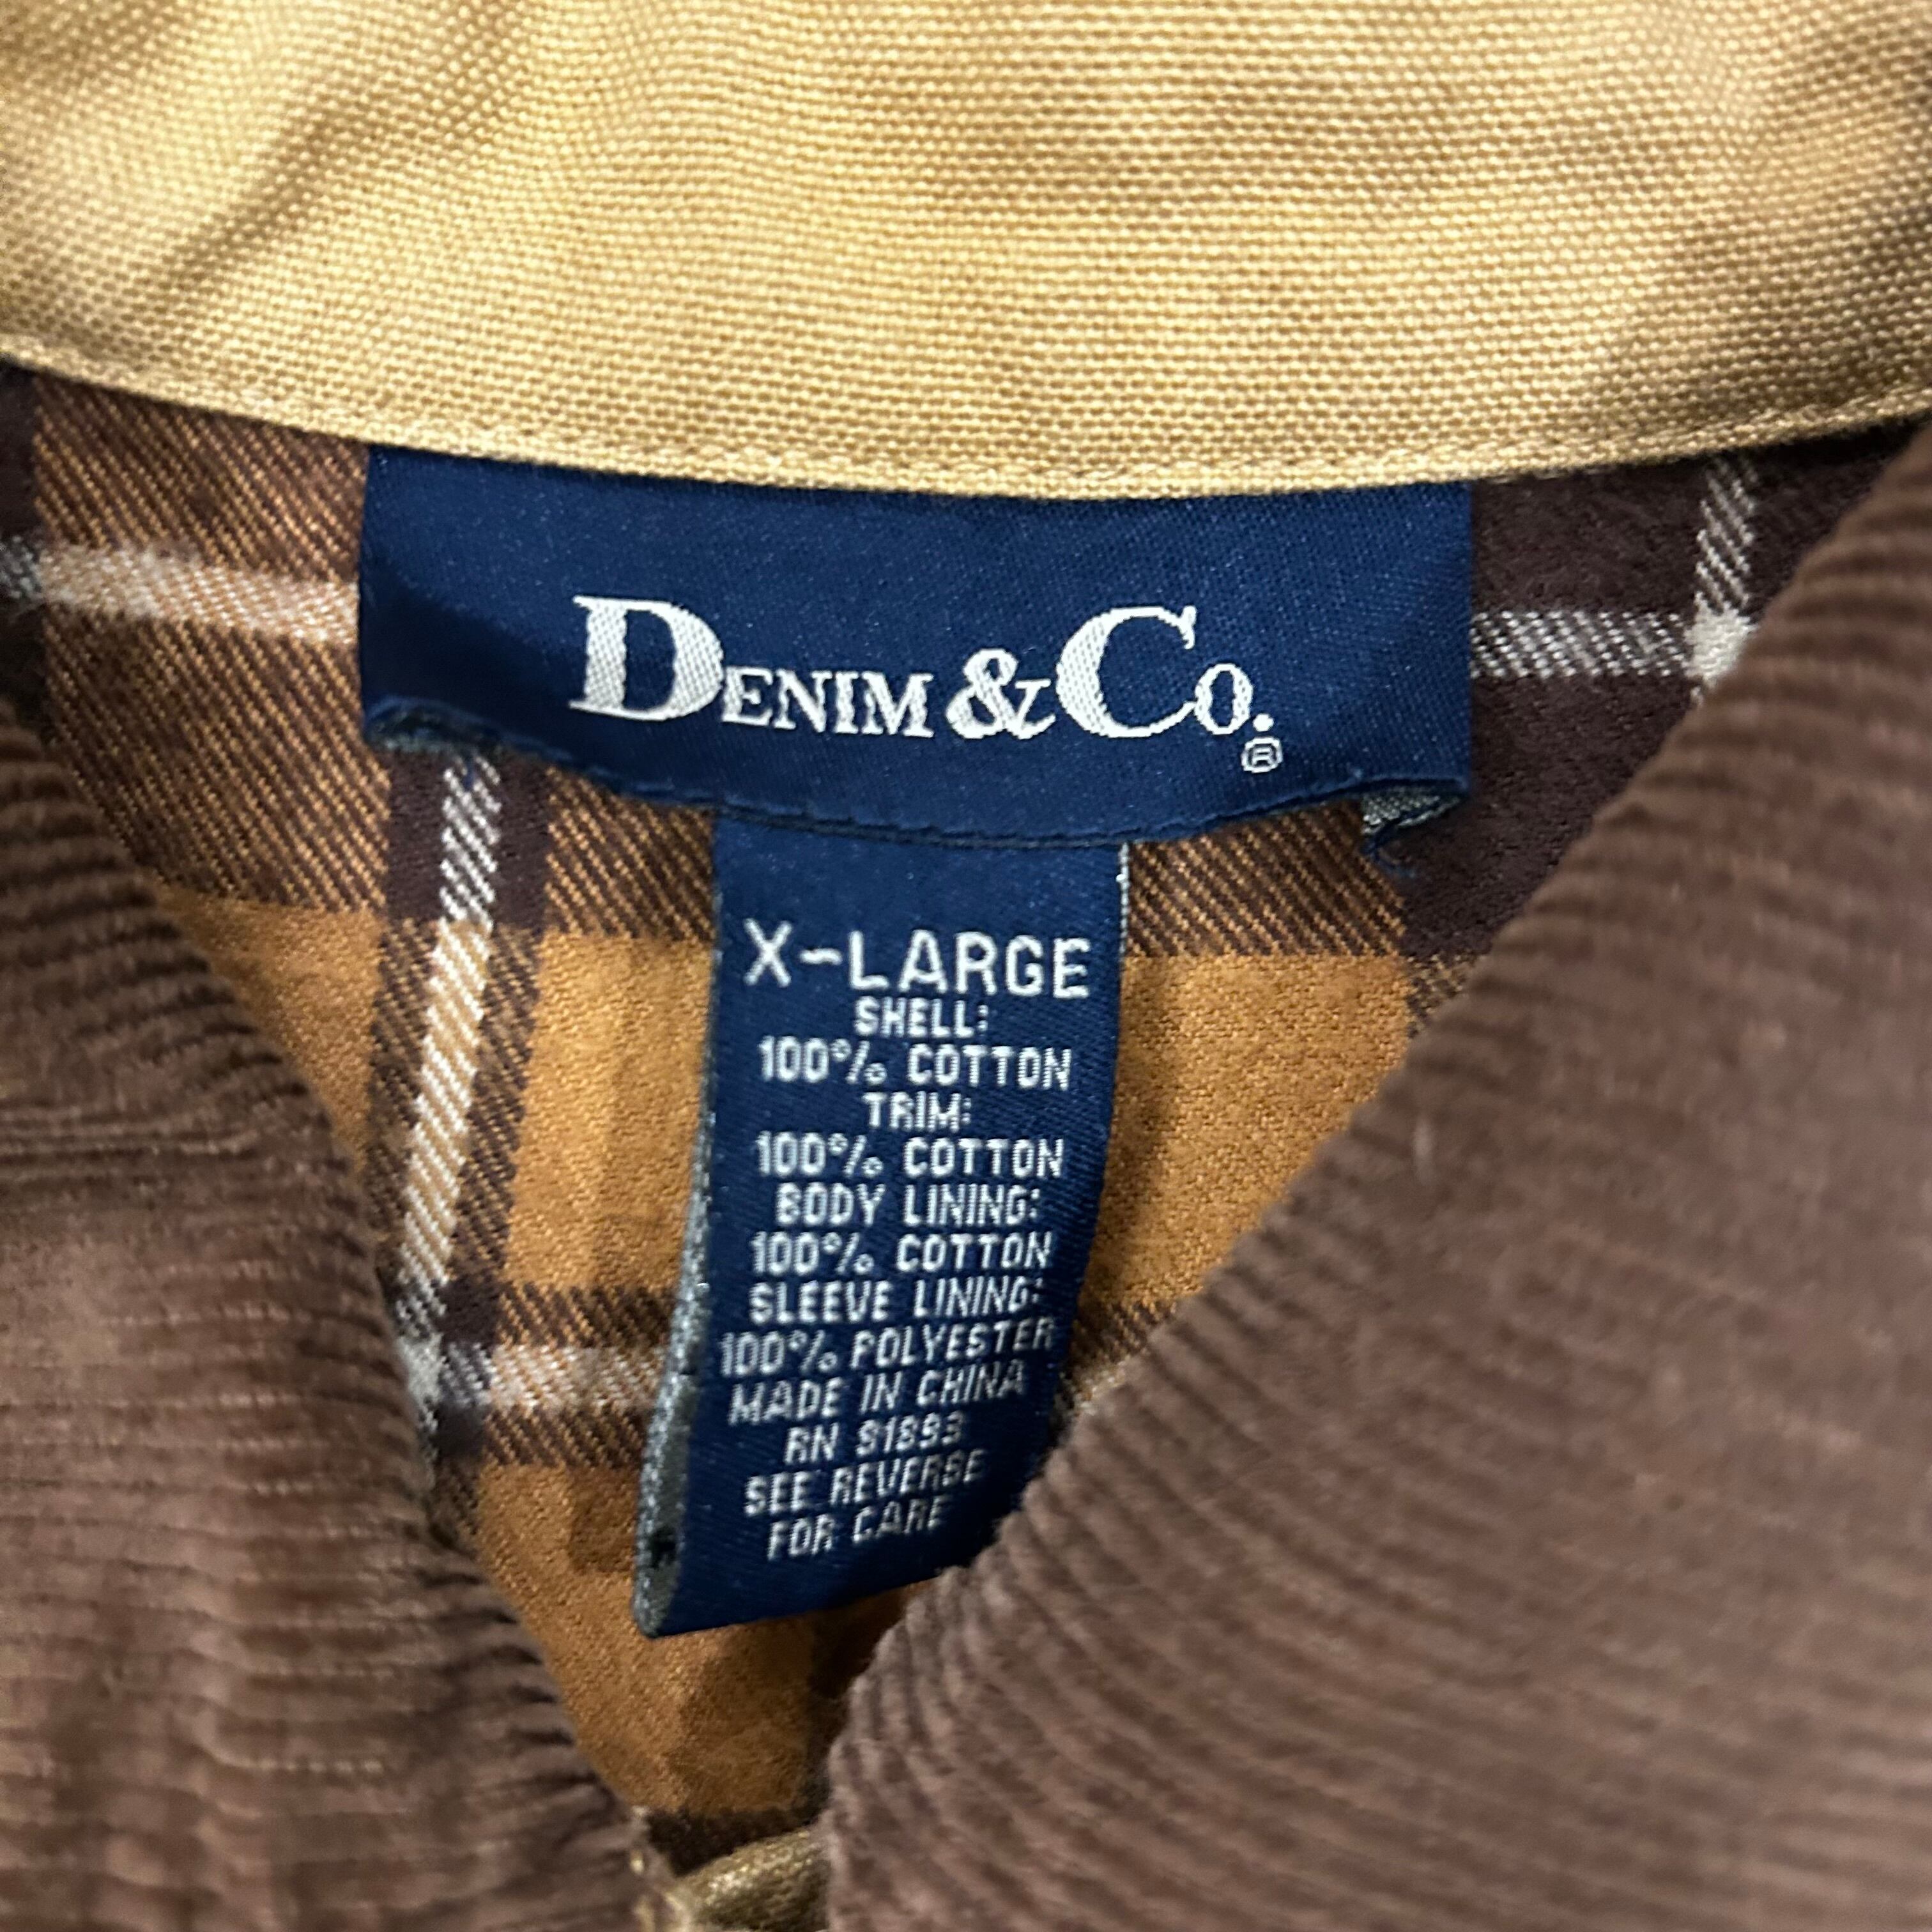 DENIM & CO.®
X-LARGE
SHELL:
100% COTTON
TRIM:
100% COTTON
BODY LINING:
100% COTTON
SLEEVE LINING:
100% POLYESTER
MADE IN CHINA
RN 91893
SEE REVERSE
FOR CARE